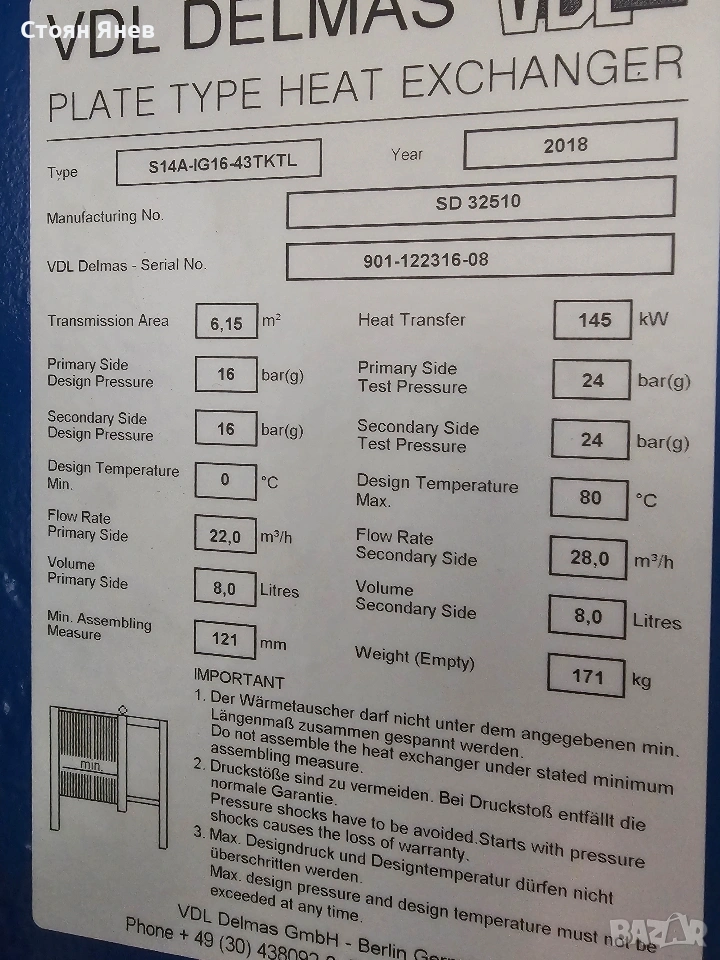 Стоян Янев
VDL DELMAS VDL
PLATE TYPE HEAT EXCHANGER
Type S14A-IG16-43TKTL Year 2018
Manufacturing No. SD 32510
VDL Delmas - Serial No. 901-122316-08
Transmission Area 6,15 m² Heat Transfer 145 kW
Primary Side
Design Pressure 16 bar(g)
Primary Side
Test Pressure 24 bar(g)
Secondary Side
Design Pressure 16 bar(g)
Secondary Side
Test Pressure 24 bar(g)
Design Temperature
Min. 0 °C
Design Temperature
Max. 80 °C
Flow Rate
Primary Side 22,0 m³/h
Flow Rate
Secondary Side 28,0 m³/h
Volume
Primary Side 8,0 Litres
Volume
Secondary Side 8,0 Litres
Min. Assembling
Measure 121 mm
Weight (Empty) 171 kg
IMPORTANT
1. Der Wärmetauscher darf nicht unter dem angegebenen min.
Längenmaß zusammen gespannt werden.
Do not assemble the heat exchanger under stated minimum
assembling measure.
2. Druckstöße sind zu vermeiden. Bei Druckstoß entfällt die
normale Garantie.
Pressure shocks have to be avoided.Starts with pressure
shocks causes the loss of warranty.
3. Max. Designdruck und Designtemperatur dürfen nicht
überschritten werden.
Max. design pressure and design temperature must not be
exceeded at any time.
min.
VDL Delmas GmbH - Berlin
Phone + 49 (30) 438092
BAZAR